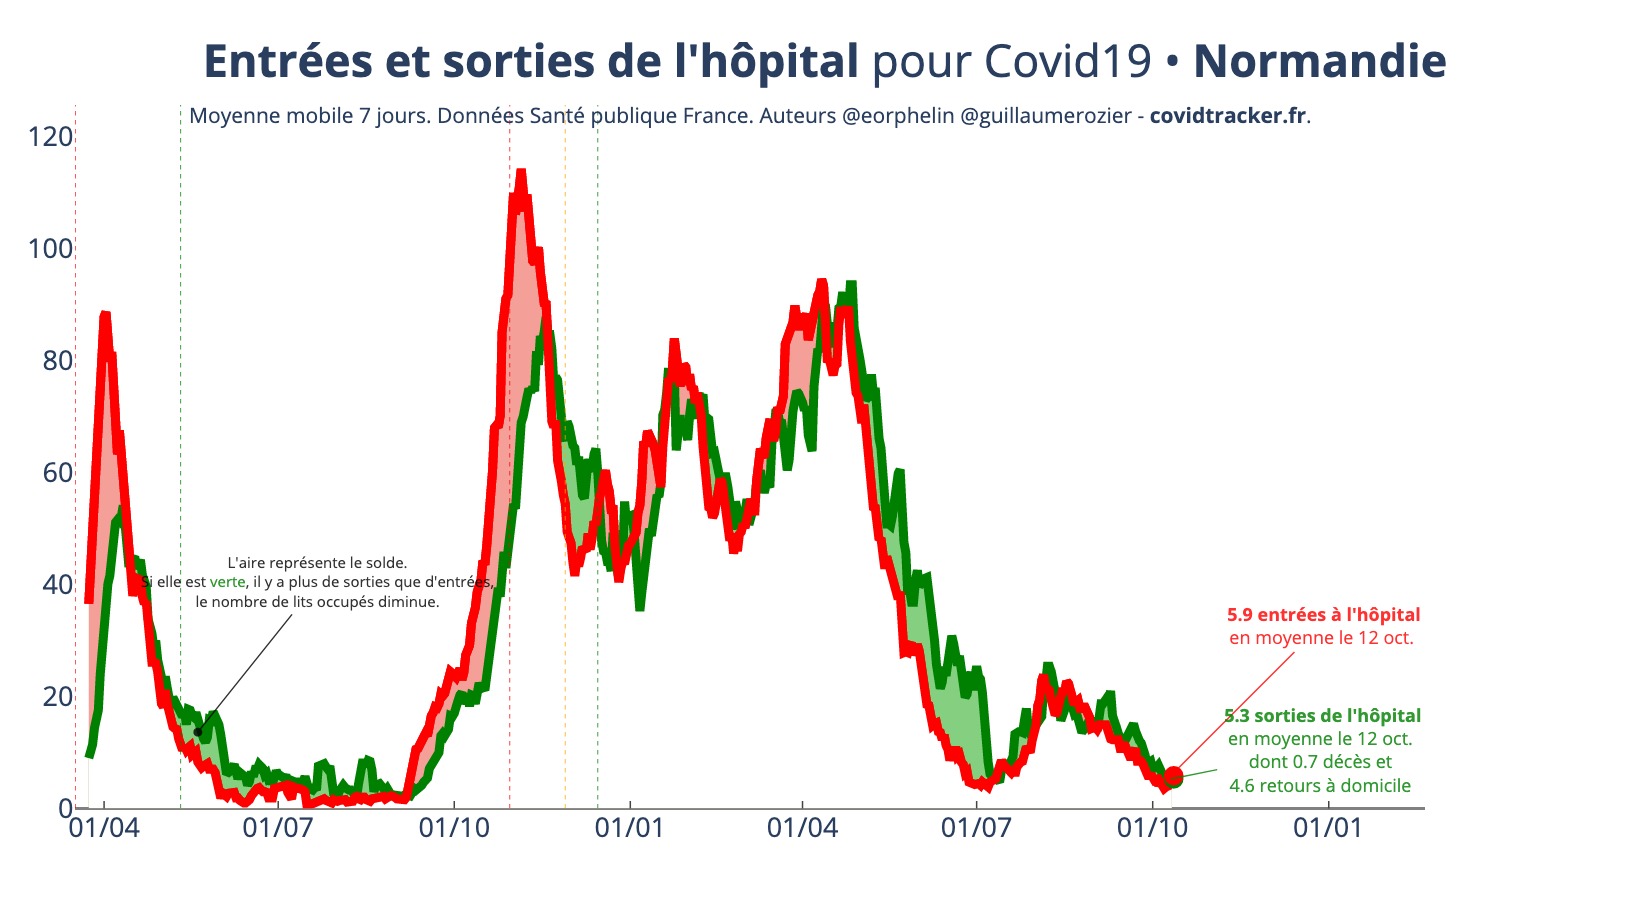 Entrées et sorties de l'hôpital pour Covid19 • Normandie
Moyenne mobile 7 jours. Données Santé publique France. Auteurs @eorphelin @guillaumerozier - covidtracker.fr.
120
100
80
60
40
20
0
L'aire représente le solde.
Si elle est verte, il y a plus de sorties que d'entrées,
le nombre de lits occupés diminue.
5.9 entrées à l'hôpital
en moyenne le 12 oct.
5.3 sorties de l'hôpital
en moyenne le 12 oct.
dont 0.7 décès et
4.6 retours à domicile
01/04 01/07 01/10 01/01 01/04 01/07 01/10 01/01